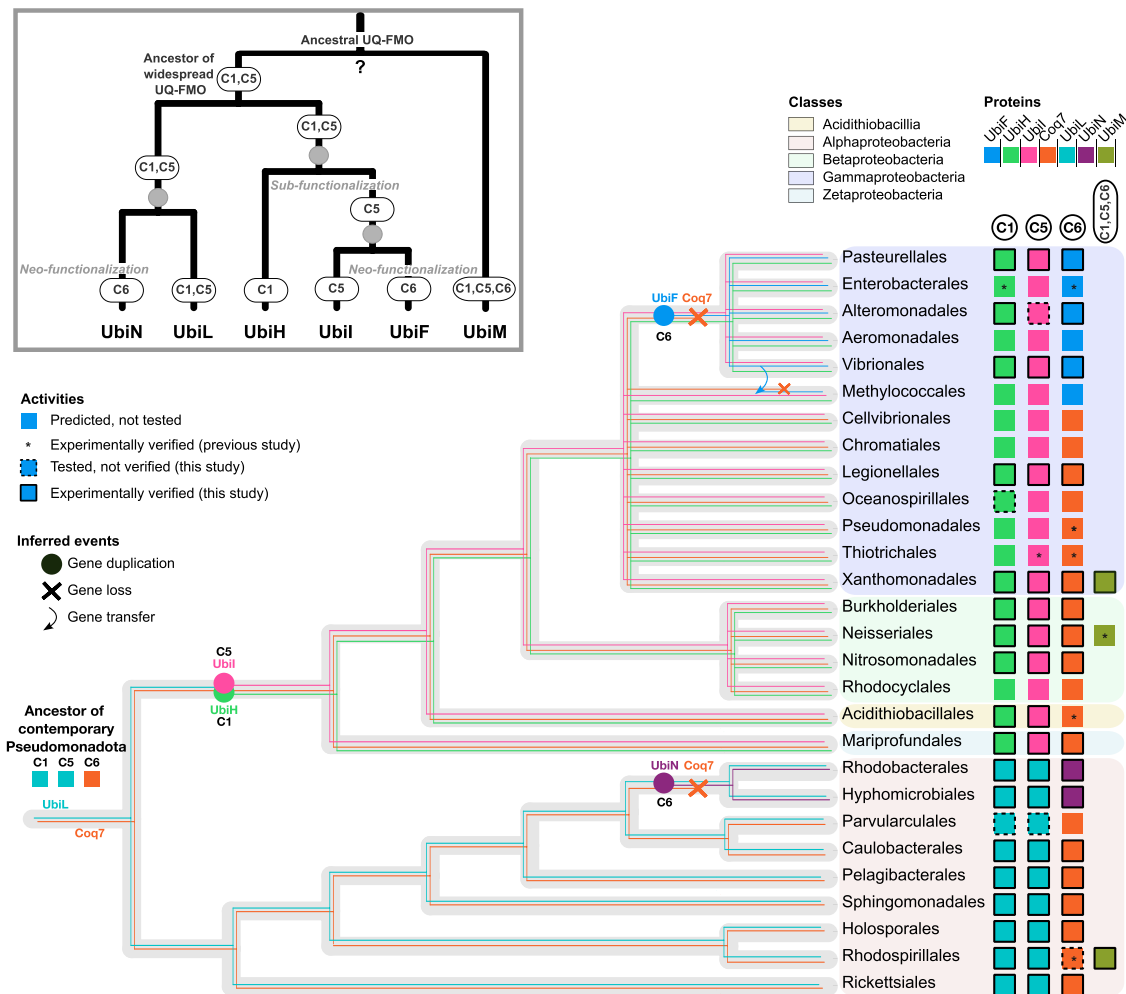 Ancestral UQ-FMO
?
Ancestor of
widespread
UQ-FMO
C1,C5
C1,C5
C1,C5
Sub-functionalization
C5
Neo-functionalization
Neo-functionalization
C6
C1,C5
C1
C5
C6
C1,C5,C6
UbiN
UbiL
UbiH
UbiI
UbiF
UbiM
Classes
Acidithiobacillia
Alphaproteobacteria
Betaproteobacteria
Gammaproteobacteria
Zetaproteobacteria
Proteins
UbiF
UbiH
UbiI
Coq7
UbiL
UbiN
UbiM
C1
C5
C6
C1,C5,C6
Activities
Predicted, not tested
* Experimentally verified (previous study)
Tested, not verified (this study)
Experimentally verified (this study)
Inferred events
Gene duplication
Gene loss
Gene transfer
Ancestor of
contemporary
Pseudomonadota
C1 C5 C6
UbiL
Coq7
C5
UbiI
UbiH
C1
UbiF Coq7
C6
UbiN Coq7
C6
Pasteurellales
Enterobacterales * *
Alteromonadales
Aeromonadales
Vibrionales
Methylococcales
Cellvibrionales
Chromatiales
Legionellales
Oceanospirillales
Pseudomonadales *
Thiotrichales * *
Xanthomonadales
Burkholderiales
Neisseriales *
Nitrosomonadales
Rhodocyclales
Acidithiobacillales *
Mariprofundales
Rhodobacterales
Hyphomicrobiales
Parvularculales
Caulobacterales
Pelagibacterales
Sphingomonadales
Holosporales
Rhodospirillales *
Rickettsiales